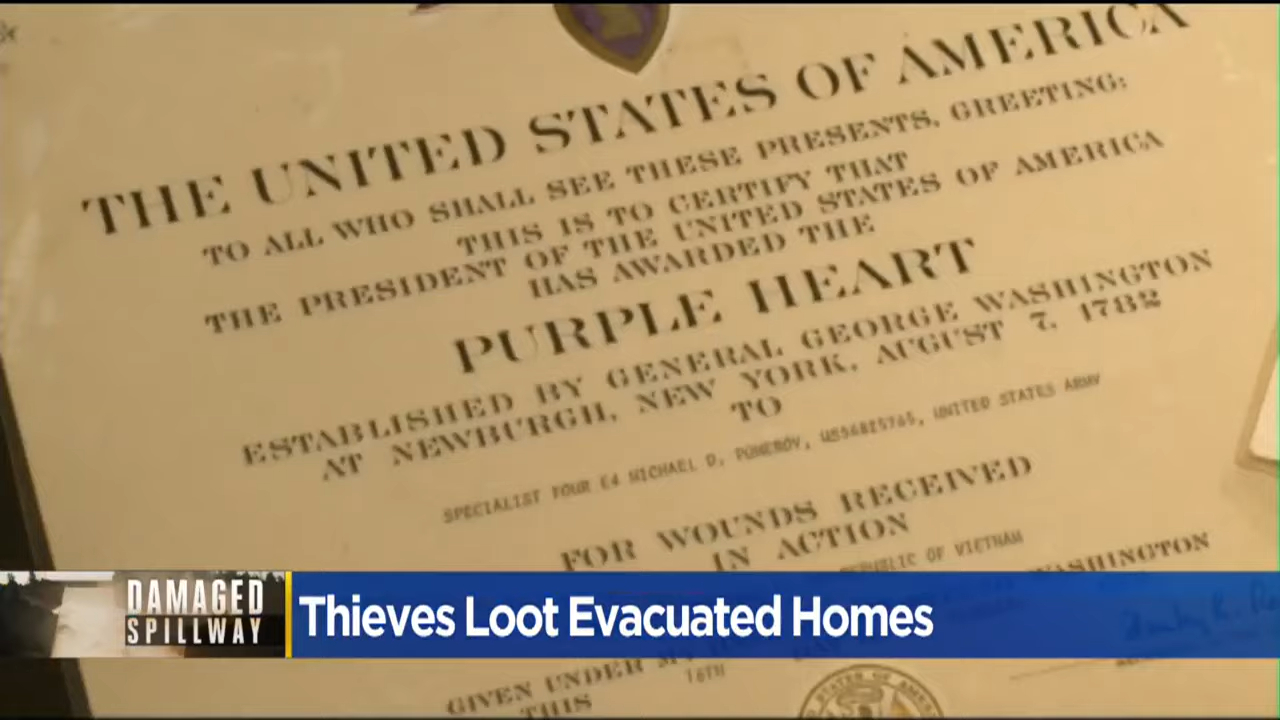 THE UNITED STATES OF AMERICA
TO ALL WHO SHALL SEE THESE PRESENTS, GREETING:
THIS IS TO CERTIFY THAT
THE PRESIDENT OF THE UNITED STATES OF AMERICA
HAS AWARDED THE
PURPLE HEART
ESTABLISHED BY GENERAL GEORGE WASHINGTON
AT NEWBURGH, NEW YORK, AUGUST 7, 1782
TO
SPECIALIST FOUR E4 MICHAEL D. POMEROY, UNITED STATES ARMY
FOR WOUNDS RECEIVED
IN ACTION
REPUBLIC OF VIETNAM
WASHINGTON
DAMAGED
SPILLWAY
Thieves Loot Evacuated Homes
GIVEN UNDER
THIS 16TH
STATES OF AMERICA